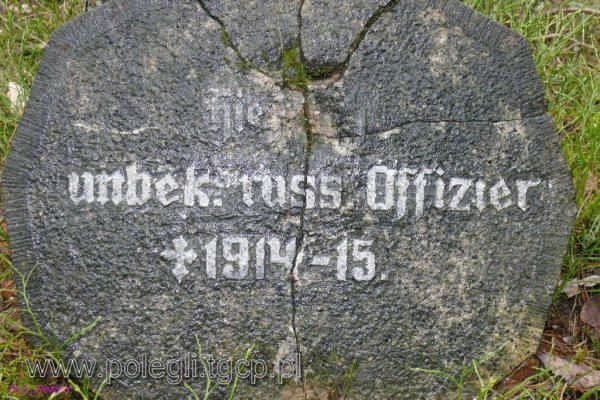 unbek. russ. Offizier
✝ 1914-15.
www.polegli.tgcp.pl